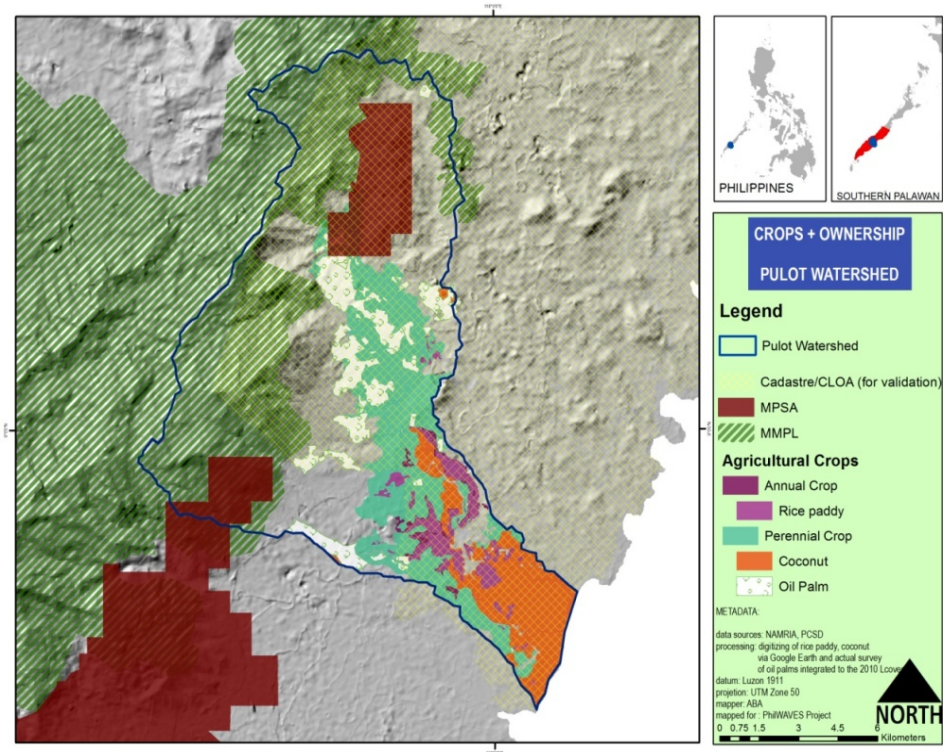 PHILIPPINES
SOUTHERN PALAWAN
CROPS + OWNERSHIP
PULOT WATERSHED
Legend
Pulot Watershed
Cadastre/CLOA (for validation)
MPSA
MMPL
Agricultural Crops
Annual Crop
Rice paddy
Perennial Crop
Coconut
Oil Palm
METADATA:
data sources: NAMRIA, PCSD
processing: digitizing of rice paddy, coconut
via Google Earth and actual survey
of oil palms integrated to the 2010 Lcover
datum: Luzon 1911
projetion: UTM Zone 50
mapper: ABA
mapped for : PhilWAVES Project
NORTH
0 0.75 1.5 3 4.5 6
Kilometers